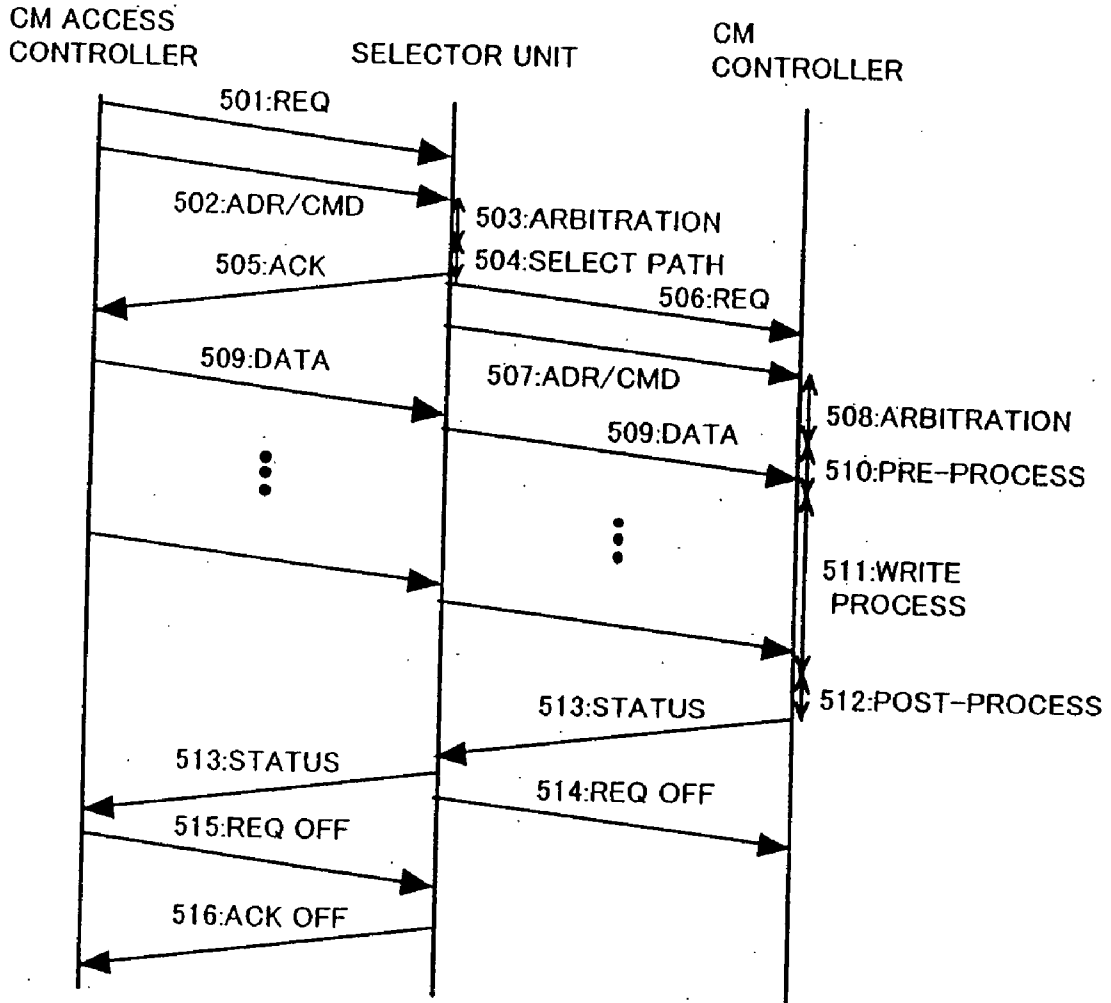 CM ACCESS
CONTROLLER
SELECTOR UNIT
CM
CONTROLLER
501:REQ
502:ADR/CMD
503:ARBITRATION
504:SELECT PATH
505:ACK
506:REQ
509:DATA
507:ADR/CMD
508:ARBITRATION
509:DATA
510:PRE-PROCESS
511:WRITE
PROCESS
512:POST-PROCESS
513:STATUS
513:STATUS
514:REQ OFF
515:REQ OFF
516:ACK OFF